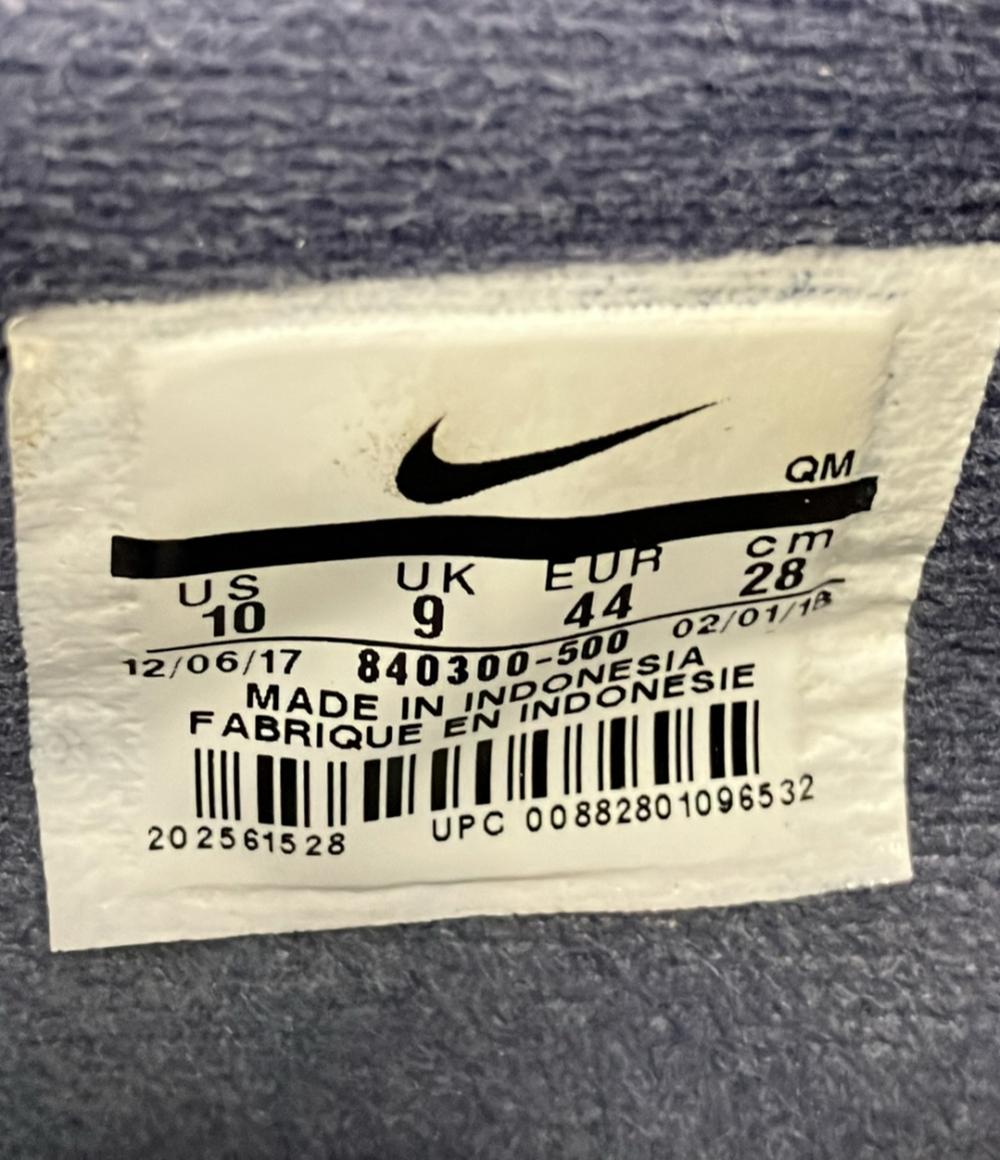 QM
US UK EUR cm
10 9 44 28
12/06/17 840300-500 02/01/18
MADE IN INDONESIA
FABRIQUE EN INDONESIE
202561528 UPC 00882801096532